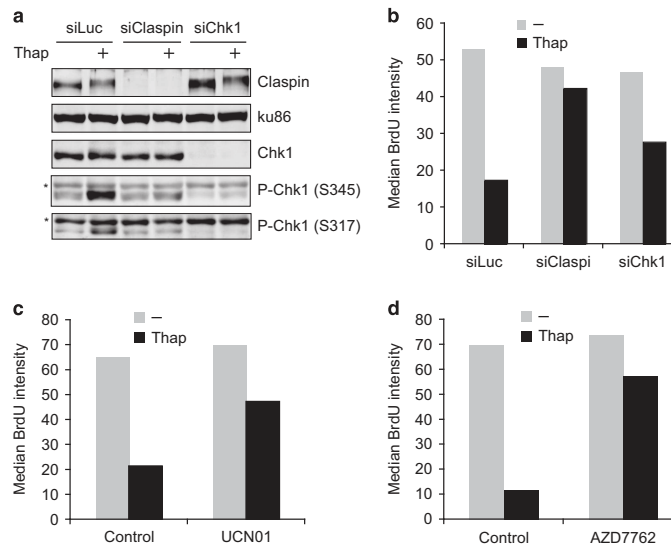 a
siLuc siClaspin siChk1
Thap + + +
Claspin
ku86
Chk1
* P-Chk1 (S345)
* P-Chk1 (S317)
b
– 
Thap
Median BrdU intensity
60
50
40
30
20
10
0
siLuc siClaspi siChk1
c
–
Thap
Median BrdU intensity
80
70
60
50
40
30
20
10
0
Control UCN01
d
–
Thap
Median BrdU intensity
80
70
60
50
40
30
20
10
0
Control AZD7762